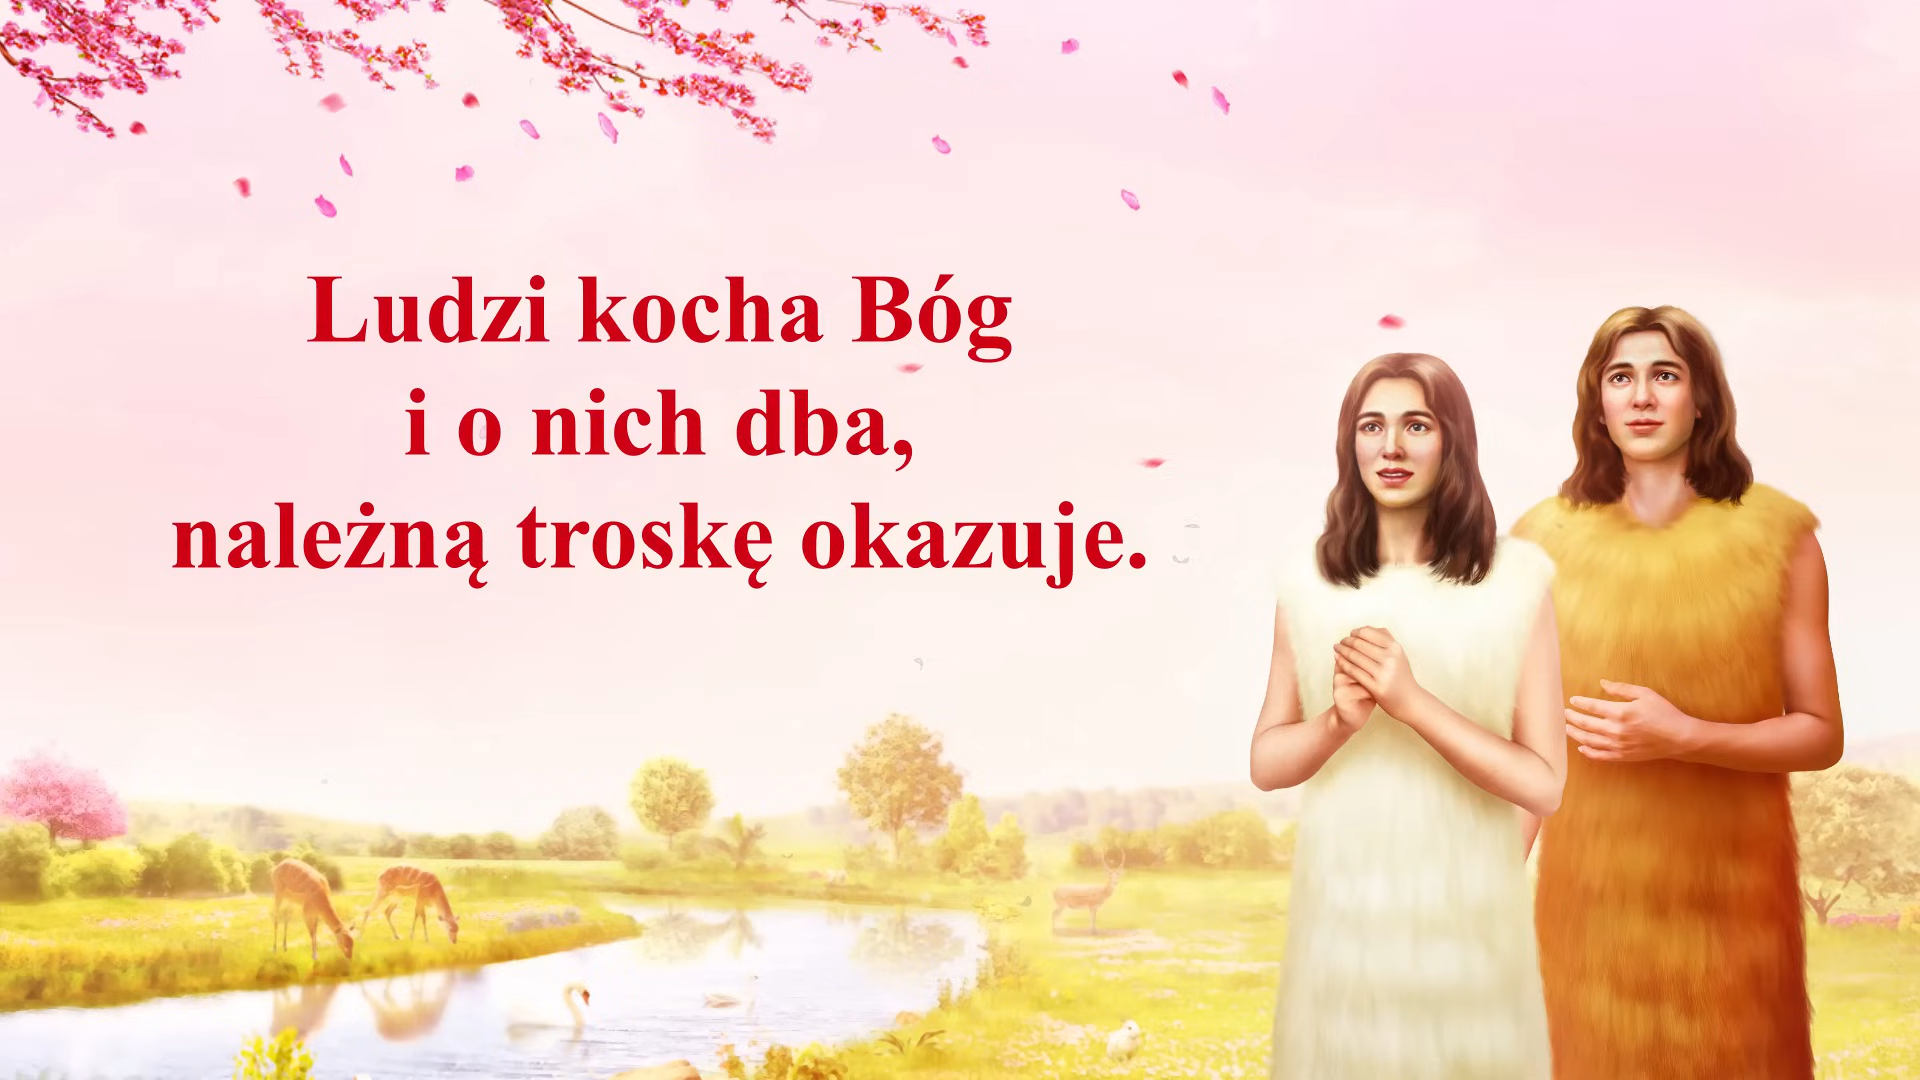 Ludzi kocha Bóg
i o nich dba,
należną troskę okazuje.